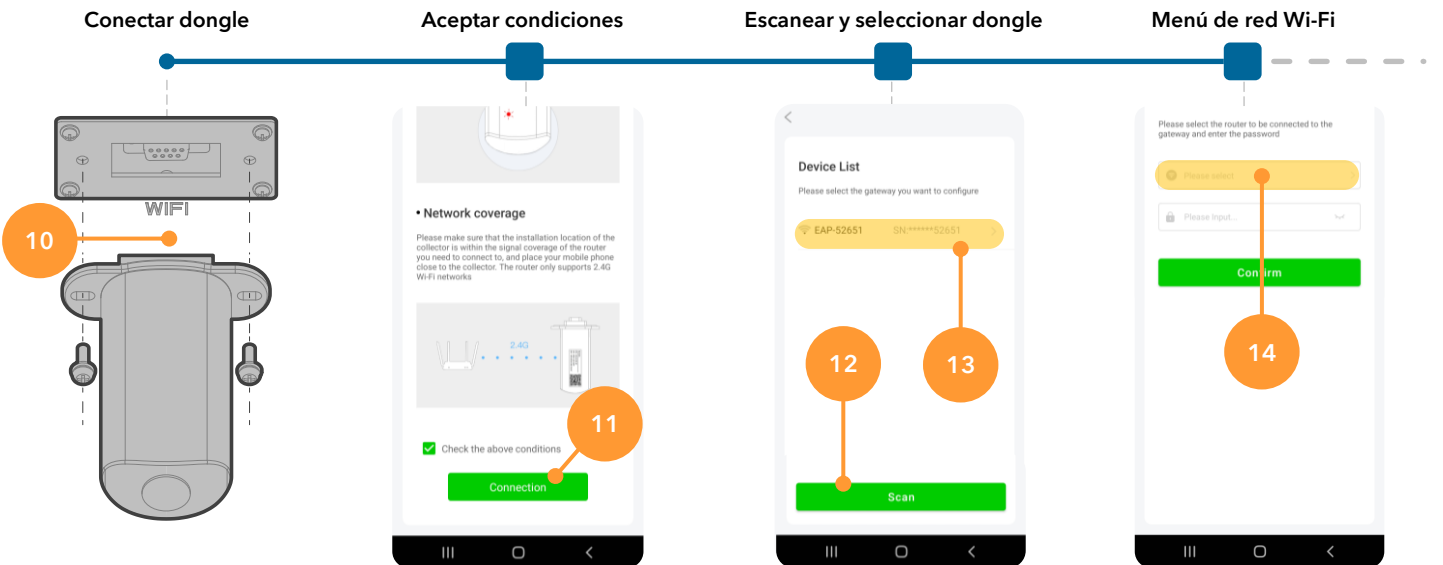 Conectar dongle
Aceptar condiciones
Escanear y seleccionar dongle
Menú de red Wi-Fi
WIFI
10
• Network coverage
Please make sure that the installation location of the
collector is within the signal coverage of the router
you need to connect to, and place your mobile phone
close to the collector. The router only supports 2.4G
Wi-Fi networks
2.4G
11
Check the above conditions
Connection
Device List
Please select the gateway you want to configure
EAP-52651 SN:******52651
12
13
Scan
Please select the router to be connected to the
gateway and enter the password
Please select
Please Input...
Confirm
14